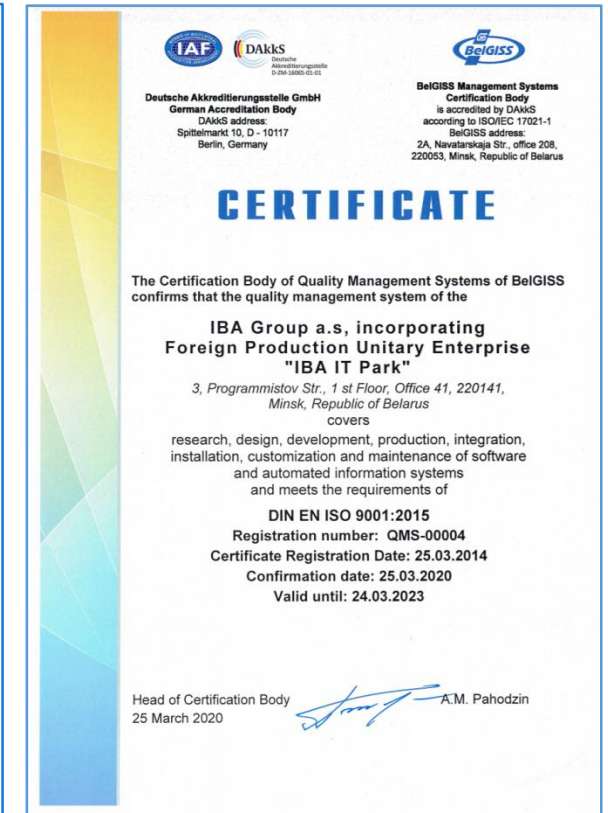 IAF
DAkkS
Deutsche
Akkreditierungsstelle
D-ZM-16065-01-01
BelGISS
Deutsche Akkreditierungsstelle GmbH
German Accreditation Body
DAkkS address:
Spittelmarkt 10, D - 10117
Berlin, Germany
BelGISS Management Systems
Certification Body
is accredited by DAkkS
according to ISO/IEC 17021-1
BelGISS address:
2A, Navatarskaja Str., office 208,
220053, Minsk, Republic of Belarus
CERTIFICATE
The Certification Body of Quality Management Systems of BelGISS
confirms that the quality management system of the
IBA Group a.s, incorporating
Foreign Production Unitary Enterprise
"IBA IT Park"
3, Programmistov Str., 1 st Floor, Office 41, 220141,
Minsk, Republic of Belarus
covers
research, design, development, production, integration,
installation, customization and maintenance of software
and automated information systems
and meets the requirements of
DIN EN ISO 9001:2015
Registration number: QMS-00004
Certificate Registration Date: 25.03.2014
Confirmation date: 25.03.2020
Valid until: 24.03.2023
Head of Certification Body
25 March 2020
A.M. Pahodzin